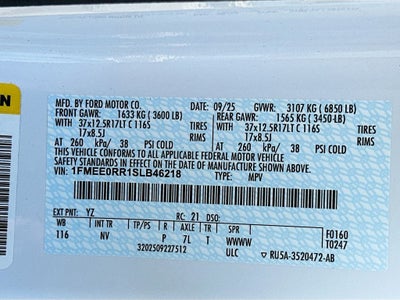 MFD. BY FORD MOTOR CO. 09/25 GVWR: 3107 KG (6850 LB)
FRONT GAWR: 1633 KG (3600 LB) REAR GAWR: 1565 KG (3450 LB)
WITH 37x12.5R17LT C 116S TIRES WITH 37x12.5R17LT C 116S TIRES
17x8.5J RIMS 17x8.5J RIMS
AT 260 kPa/ 38 PSI COLD AT 260 kPa/ 38 PSI COLD
THIS VEHICLE CONFORMS TO ALL APPLICABLE FEDERAL MOTOR VEHICLE
SAFETY AND THEFT PREVENTION STANDARDS IN EFFECT ON THE DATE OF MANUFACTURE SHOWN ABOVE.
VIN: 1FMEE0RR1SLB46218 TYPE: MPV
EXT PNT: YZ RC: 21 DSO: F0160
WB INT TR TP/PS R AXLE TR SPR T0247
116 NV P 7L T WWWW
3202509227512 ULC RU5A-3520472-AB